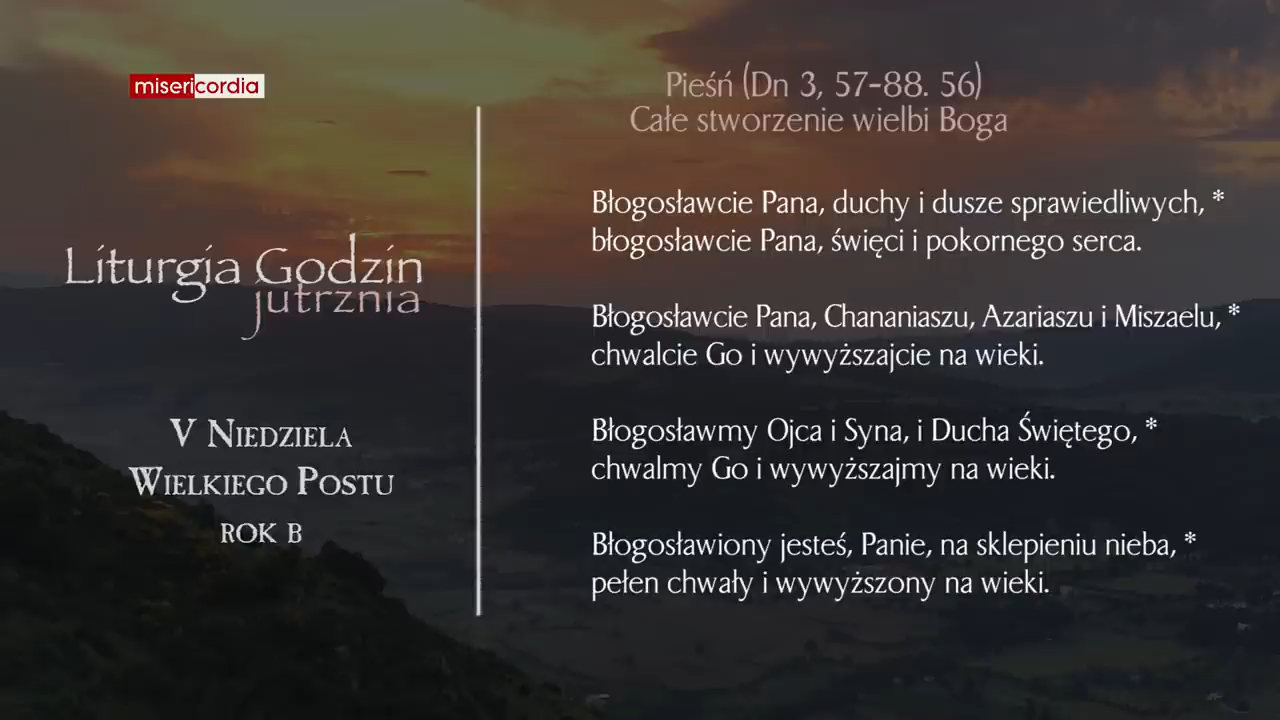 misericordia
Liturgia Godzin
jutrznia
V Niedziela
Wielkiego Postu
rok B
Pieśń (Dn 3, 57-88. 56)
Całe stworzenie wielbi Boga
Błogosławcie Pana, duchy i dusze sprawiedliwych, *
błogosławcie Pana, święci i pokornego serca.
Błogosławcie Pana, Chananiaszu, Azariaszu i Miszaelu, *
chwalcie Go i wywyższajcie na wieki.
Błogosławmy Ojca i Syna, i Ducha Świętego, *
chwalmy Go i wywyższajmy na wieki.
Błogosławiony jesteś, Panie, na sklepieniu nieba, *
pełen chwały i wywyższony na wieki.